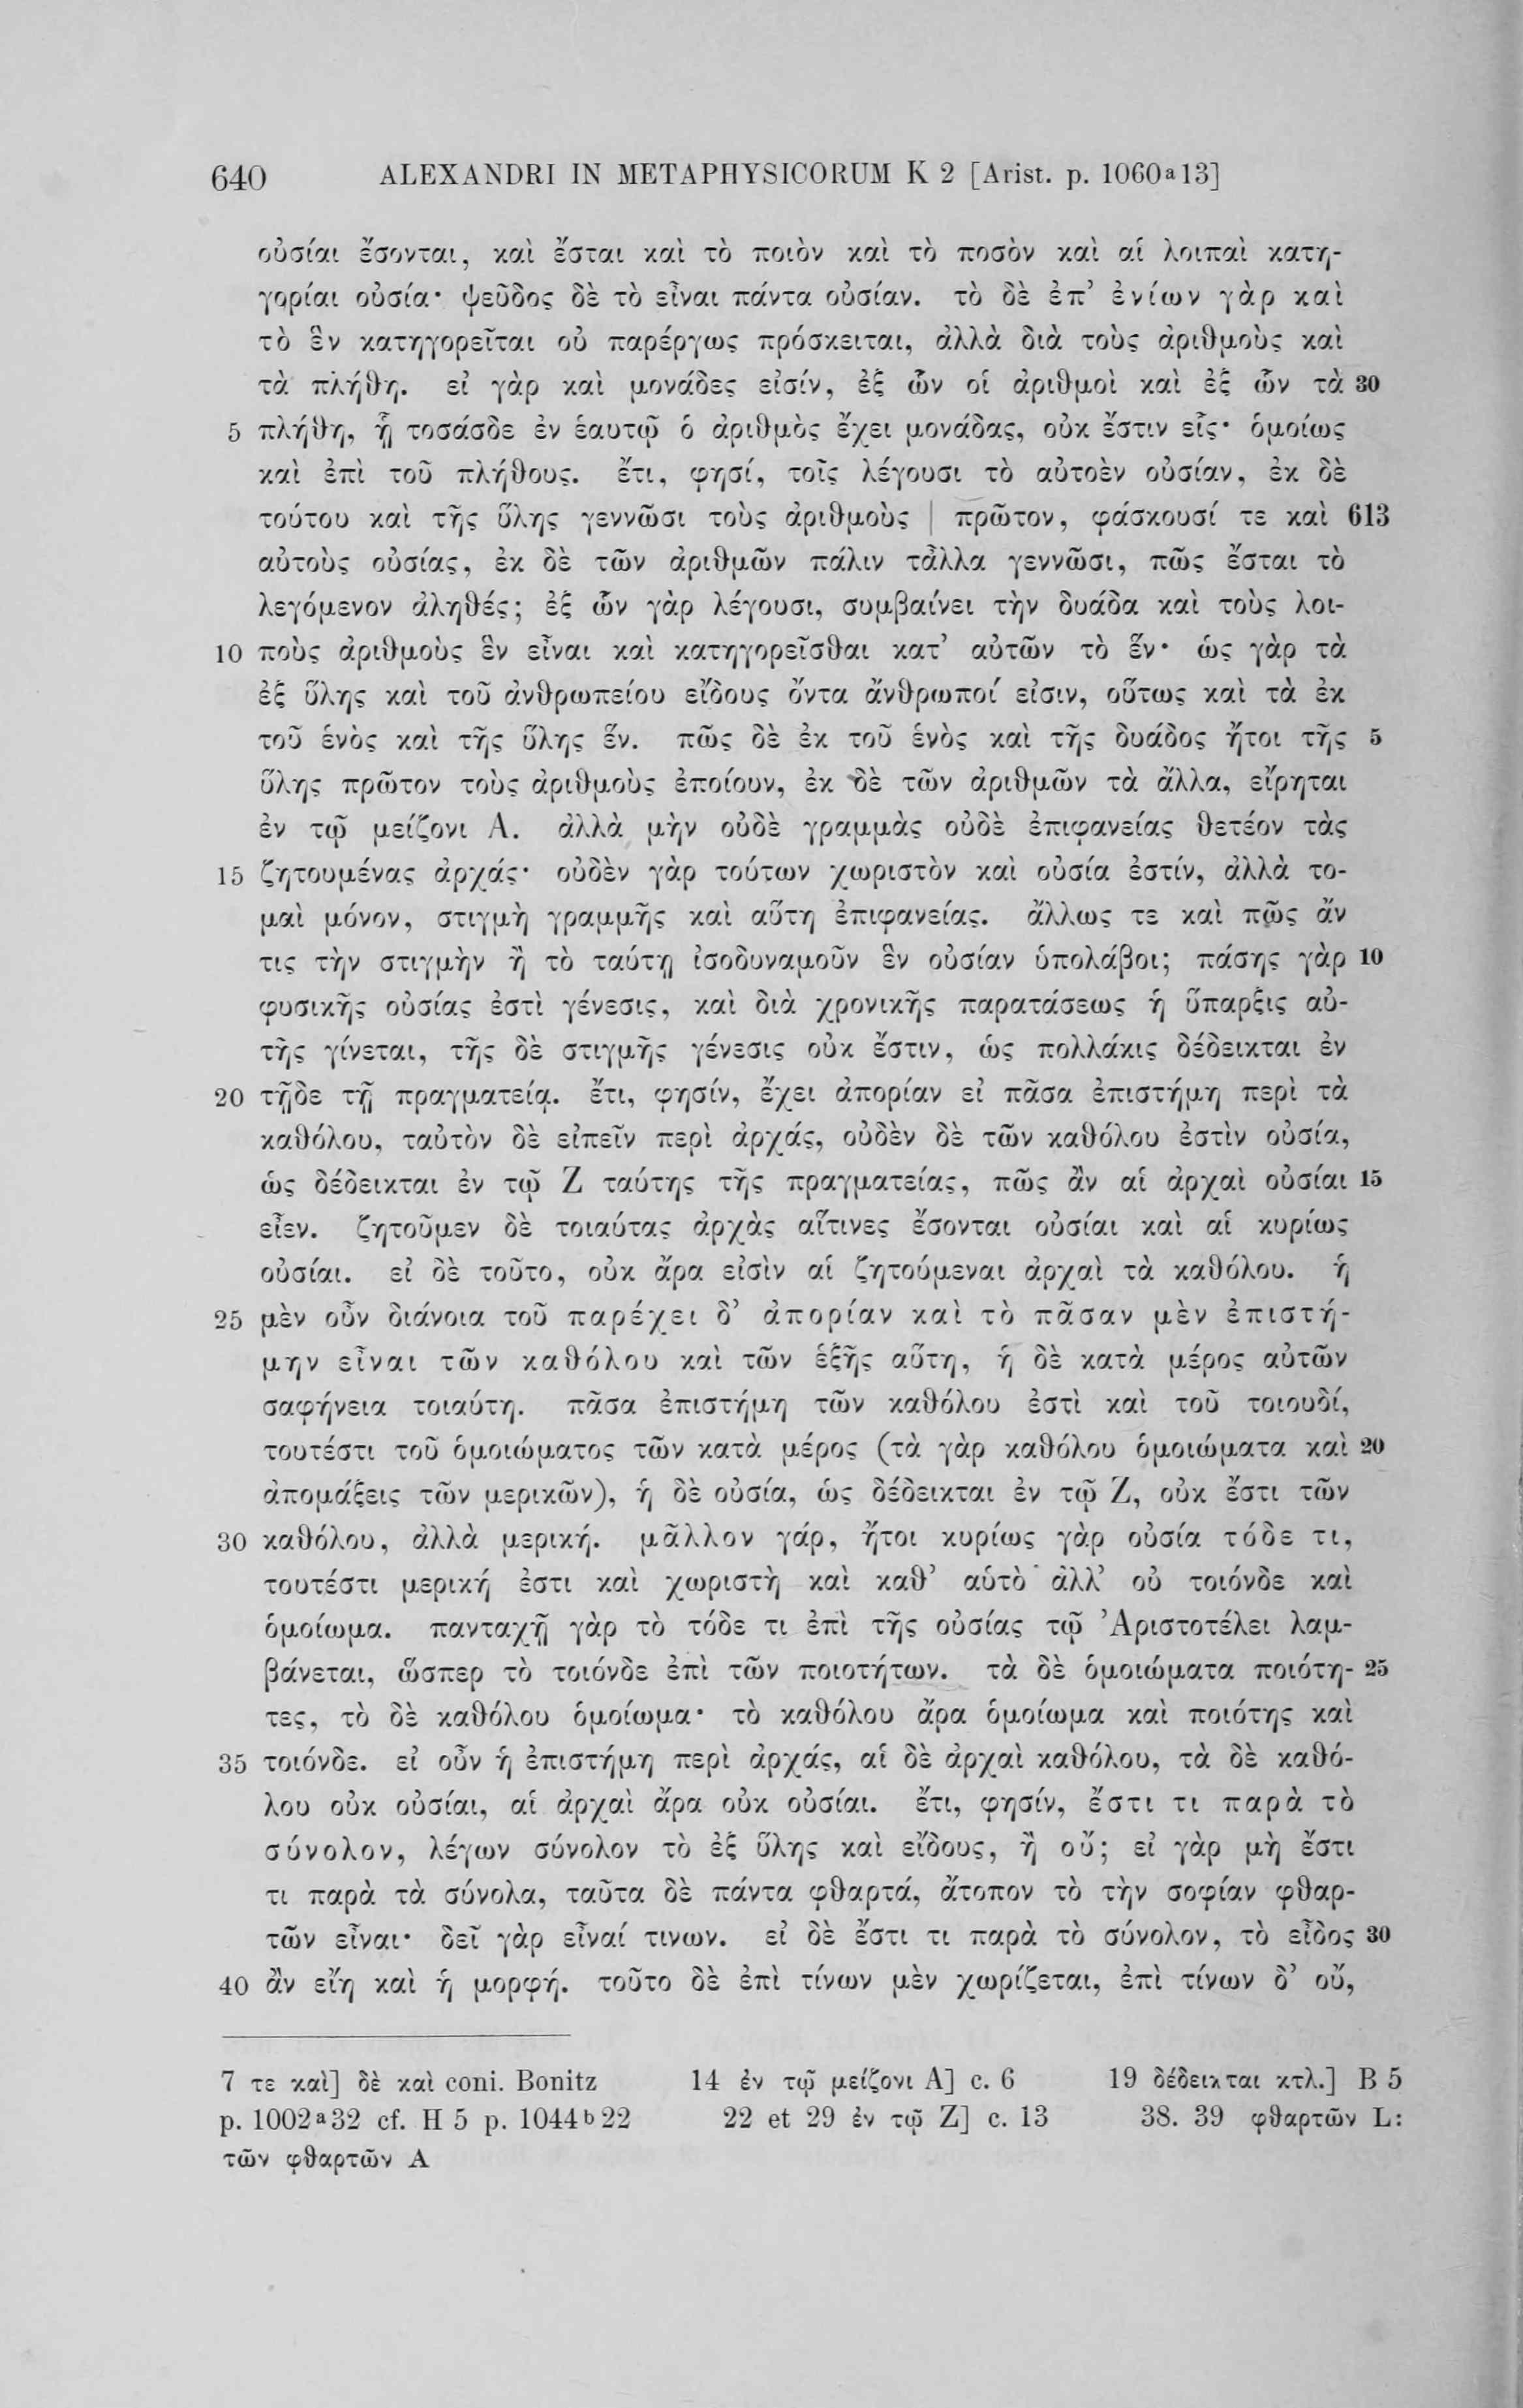 640 ALEXANDRI IN METAPHYSICORUM K 2 [Arist. p. 1060a13]
οὐσίαι ἔσονται, καὶ ἔσται καὶ τὸ ποιὸν καὶ τὸ ποσὸν καὶ αἱ λοιπαὶ κατη-
γορίαι οὐσία· ψεῦδος δὲ τὸ εἶναι πάντα οὐσίαν. τὸ δὲ ἐπ’ ἐνίων γὰρ καὶ
τὸ ἓν κατηγορεῖται οὐ παρέργως πρόσκειται, ἀλλὰ διὰ τοὺς ἀριθμοὺς καὶ
τὰ πλήθη. εἰ γὰρ καὶ μονάδες εἰσίν, ἐξ ὧν οἱ ἀριθμοὶ καὶ ἐξ ὧν τὰ 30
5 πλήθη, ᾗ τοσάσδε ἐν ἑαυτῷ ὁ ἀριθμὸς ἔχει μονάδας, οὐκ ἔστιν εἷς· ὁμοίως
καὶ ἐπὶ τοῦ πλήθους. ἔτι, φησί, τοῖς λέγουσι τὸ αὐτοὲν οὐσίαν, ἐκ δὲ
τούτου καὶ τῆς ὕλης γεννῶσι τοὺς ἀριθμοὺς | πρῶτον, φάσκουσί τε καὶ 613
αὐτοὺς οὐσίας, ἐκ δὲ τῶν ἀριθμῶν πάλιν τἆλλα γεννῶσι, πῶς ἔσται τὸ
λεγόμενον ἀληθές; ἐξ ὧν γὰρ λέγουσι, συμβαίνει τὴν δυάδα καὶ τοὺς λοι-
10 ποὺς ἀριθμοὺς ἓν εἶναι καὶ κατηγορεῖσθαι κατ’ αὐτῶν τὸ ἕν· ὡς γὰρ τὰ
ἐξ ὕλης καὶ τοῦ ἀνθρωπείου εἴδους ὄντα ἄνθρωποί εἰσιν, οὕτως καὶ τὰ ἐκ
τοῦ ἑνὸς καὶ τῆς ὕλης ἕν. πῶς δὲ ἐκ τοῦ ἑνὸς καὶ τῆς δυάδος ἤτοι τῆς 5
ὕλης πρῶτον τοὺς ἀριθμοὺς ἐποίουν, ἐκ δὲ τῶν ἀριθμῶν τὰ ἄλλα, εἴρηται
ἐν τῷ μείζονι Α. ἀλλὰ μὴν οὐδὲ γραμμὰς οὐδὲ ἐπιφανείας θετέον τὰς
15 ζητουμένας ἀρχάς· οὐδὲν γὰρ τούτων χωριστὸν καὶ οὐσία ἐστίν, ἀλλὰ το-
μαὶ μόνον, στιγμὴ γραμμῆς καὶ αὕτη ἐπιφανείας. ἄλλως τε καὶ πῶς ἄν
τις τὴν στιγμὴν ἢ τὸ ταύτῃ ἰσοδυναμοῦν ἓν οὐσίαν ὑπολάβοι; πάσης γὰρ 10
φυσικῆς οὐσίας ἐστὶ γένεσις, καὶ διὰ χρονικῆς παρατάσεως ἡ ὕπαρξις αὐ-
τῆς γίνεται, τῆς δὲ στιγμῆς γένεσις οὐκ ἔστιν, ὡς πολλάκις δέδεικται ἐν
20 τῇδε τῇ πραγματείᾳ. ἔτι, φησίν, ἔχει ἀπορίαν εἰ πᾶσα ἐπιστήμη περὶ τὰ
καθόλου, ταὐτὸν δὲ εἰπεῖν περὶ ἀρχάς, οὐδὲν δὲ τῶν καθόλου ἐστὶν οὐσία,
ὡς δέδεικται ἐν τῷ Ζ ταύτης τῆς πραγματείας, πῶς ἂν αἱ ἀρχαὶ οὐσίαι 15
εἶεν. ζητοῦμεν δὲ τοιαύτας ἀρχὰς αἵτινες ἔσονται οὐσίαι καὶ αἱ κυρίως
οὐσίαι. εἰ δὲ τοῦτο, οὐκ ἄρα εἰσὶν αἱ ζητούμεναι ἀρχαὶ τὰ καθόλου. ἡ
25 μὲν οὖν διάνοια τοῦ παρέχει δ’ ἀπορίαν καὶ τὸ πᾶσαν μὲν ἐπιστή-
μην εἶναι τῶν καθόλου καὶ τῶν ἑξῆς αὕτη, ἡ δὲ κατὰ μέρος αὐτῶν
σαφήνεια τοιαύτη. πᾶσα ἐπιστήμη τῶν καθόλου ἐστὶ καὶ τοῦ τοιουδί,
τουτέστι τοῦ ὁμοιώματος τῶν κατὰ μέρος (τὰ γὰρ καθόλου ὁμοιώματα καὶ 20
ἀπομάξεις τῶν μερικῶν), ἡ δὲ οὐσία, ὡς δέδεικται ἐν τῷ Ζ, οὐκ ἔστι τῶν
30 καθόλου, ἀλλὰ μερική. μᾶλλον γάρ, ἤτοι κυρίως γὰρ οὐσία τόδε τι,
τουτέστι μερική ἐστι καὶ χωριστὴ καὶ καθ’ αὑτὸ ἀλλ’ οὐ τοιόνδε καὶ
ὁμοίωμα. πανταχῇ γὰρ τὸ τόδε τι ἐπὶ τῆς οὐσίας τῷ Ἀριστοτέλει λαμ-
βάνεται, ὥσπερ τὸ τοιόνδε ἐπὶ τῶν ποιοτήτων. τὰ δὲ ὁμοιώματα ποιότη- 25
τες, τὸ δὲ καθόλου ὁμοίωμα· τὸ καθόλου ἄρα ὁμοίωμα καὶ ποιότης καὶ
35 τοιόνδε. εἰ οὖν ἡ ἐπιστήμη περὶ ἀρχάς, αἱ δὲ ἀρχαὶ καθόλου, τὰ δὲ καθό-
λου οὐκ οὐσίαι, αἱ ἀρχαὶ ἄρα οὐκ οὐσίαι. ἔτι, φησίν, ἔστι τι παρὰ τὸ
σύνολον, λέγων σύνολον τὸ ἐξ ὕλης καὶ εἴδους, ἢ οὔ; εἰ γὰρ μὴ ἔστι
τι παρὰ τὰ σύνολα, ταῦτα δὲ πάντα φθαρτά, ἄτοπον τὸ τὴν σοφίαν φθαρ-
τῶν εἶναι· δεῖ γὰρ εἶναί τινων. εἰ δὲ ἔστι τι παρὰ τὸ σύνολον, τὸ εἶδος 30
40 ἂν εἴη καὶ ἡ μορφή. τοῦτο δὲ ἐπὶ τίνων μὲν χωρίζεται, ἐπὶ τίνων δ’ οὔ,
7 τε καὶ] δὲ καὶ coni. Bonitz 14 ἐν τῷ μείζονι Α] c. 6 19 δέδεικται κτλ.] B 5
p. 1002a32 cf. H 5 p. 1044b22 22 et 29 ἐν τῷ Ζ] c. 13 38. 39 φθαρτῶν L:
τῶν φθαρτῶν A